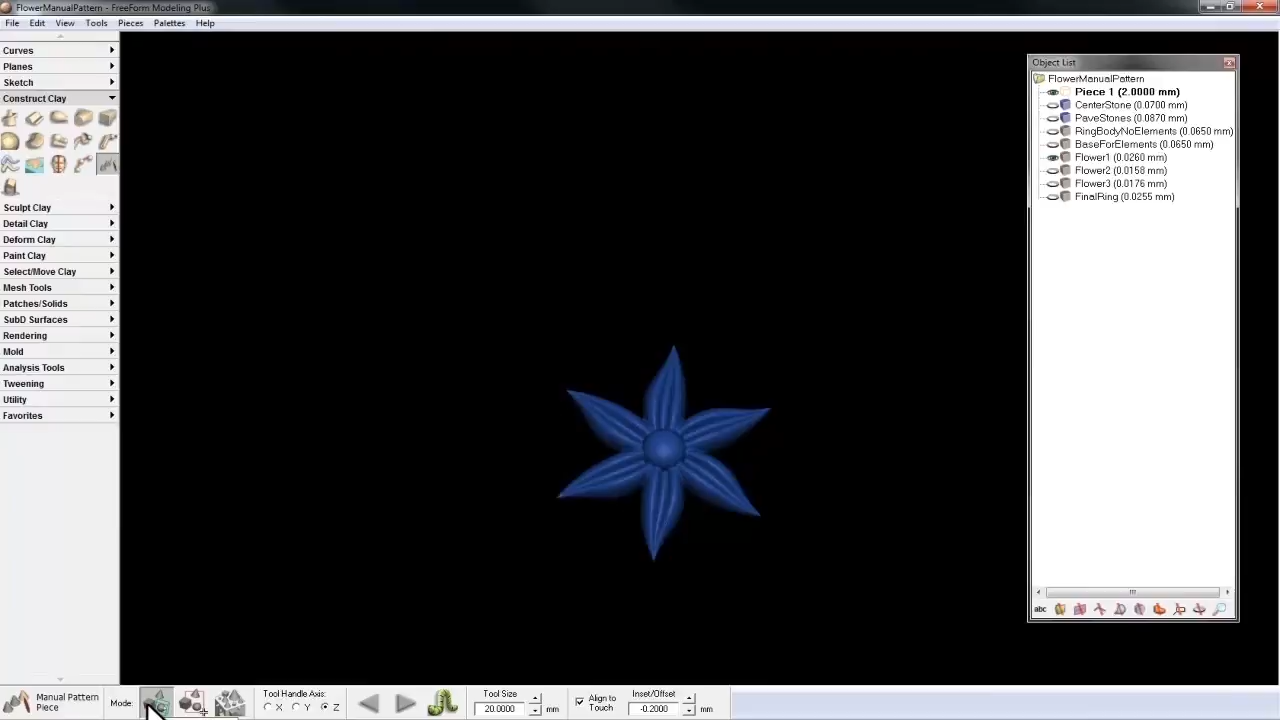 FlowerManualPattern - FreeForm Modeling Plus
File Edit View Tools Pieces Palettes Help
Curves
Planes
Sketch
Construct Clay
Sculpt Clay
Detail Clay
Deform Clay
Paint Clay
Select/Move Clay
Mesh Tools
Patches/Solids
SubD Surfaces
Rendering
Mold
Analysis Tools
Tweening
Utility
Favorites
Object List
FlowerManualPattern
Piece 1 (2.0000 mm)
CenterStone (0.0700 mm)
PaveStones (0.0870 mm)
RingBodyNoElements (0.0650 mm)
BaseForElements (0.0650 mm)
Flower1 (0.0260 mm)
Flower2 (0.0158 mm)
Flower3 (0.0176 mm)
FinalRing (0.0255 mm)
abc
Manual Pattern
Piece
Mode:
Tool Handle Axis:
X Y Z
Tool Size
20.0000 mm
Align to
Touch
Inset/Offset
-0.2000 mm